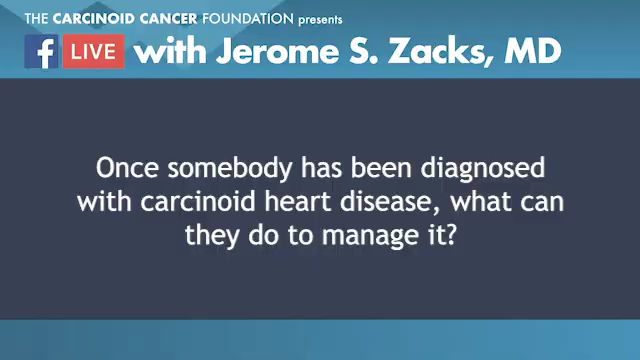 THE CARCINOID CANCER FOUNDATION presents
f LIVE with Jerome S. Zacks, MD
Once somebody has been diagnosed
with carcinoid heart disease, what can
they do to manage it?